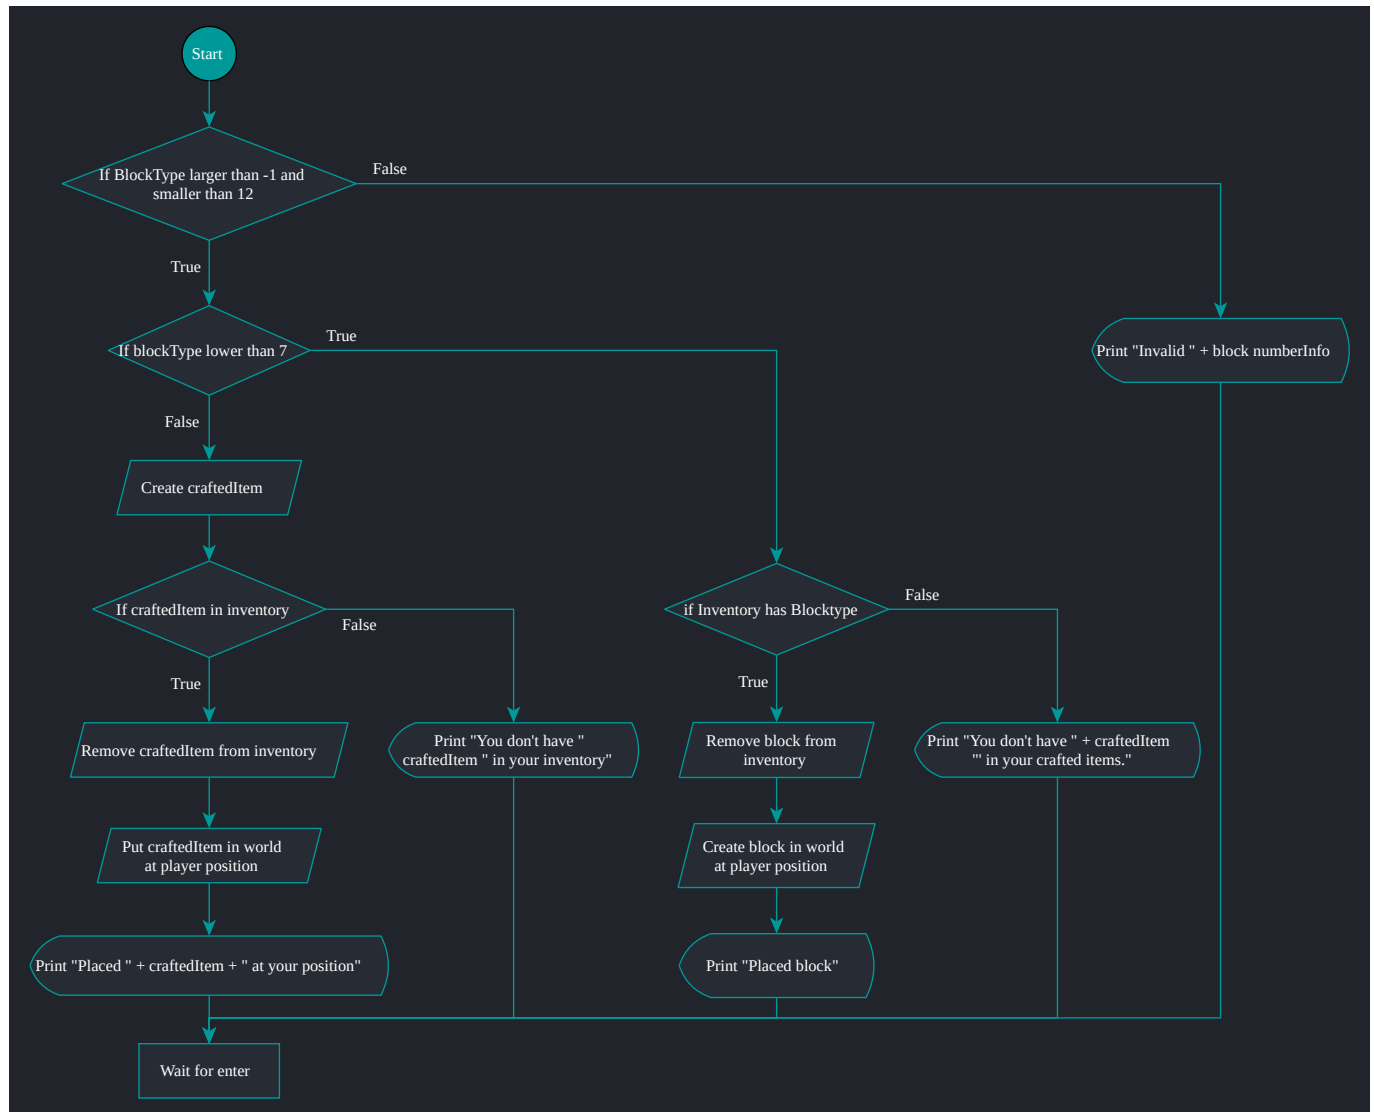 Start
If BlockType larger than -1 and
smaller than 12
False
True
If blockType lower than 7
True
Print "Invalid " + block numberInfo
False
Create craftedItem
If craftedItem in inventory
False
if Inventory has Blocktype
False
True
True
Remove craftedItem from inventory
Print "You don't have "
craftedItem " in your inventory"
Remove block from
inventory
Print "You don't have " + craftedItem
"' in your crafted items."
Put craftedItem in world
at player position
Create block in world
at player position
Print "Placed " + craftedItem + " at your position"
Print "Placed block"
Wait for enter